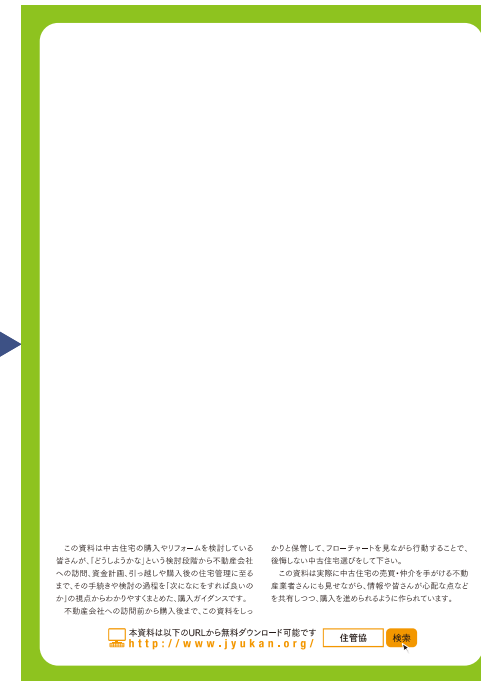 この資料は中古住宅の購入やリフォームを検討している
皆さんが、「どうしようかな」という検討段階から不動産会社
への訪問、資金計画、引っ越しや購入後の住宅管理に至る
まで、その手続きや検討の過程を「次になにをすれば良いの
か」の視点からわかりやすくまとめた、購入ガイダンスです。
不動産会社への訪問前から購入後まで、この資料をしっ
かりと保管して、フローチャートを見ながら行動することで、
後悔しない中古住宅選びをして下さい。
この資料は実際に中古住宅の売買・仲介を手がける不動
産業者さんにも見せながら、情報や皆さんが心配な点など
を共有しつつ、購入を進められるように作られています。
本資料は以下のURLから無料ダウンロード可能です
http://www.jyukan.org/
住管協 検索